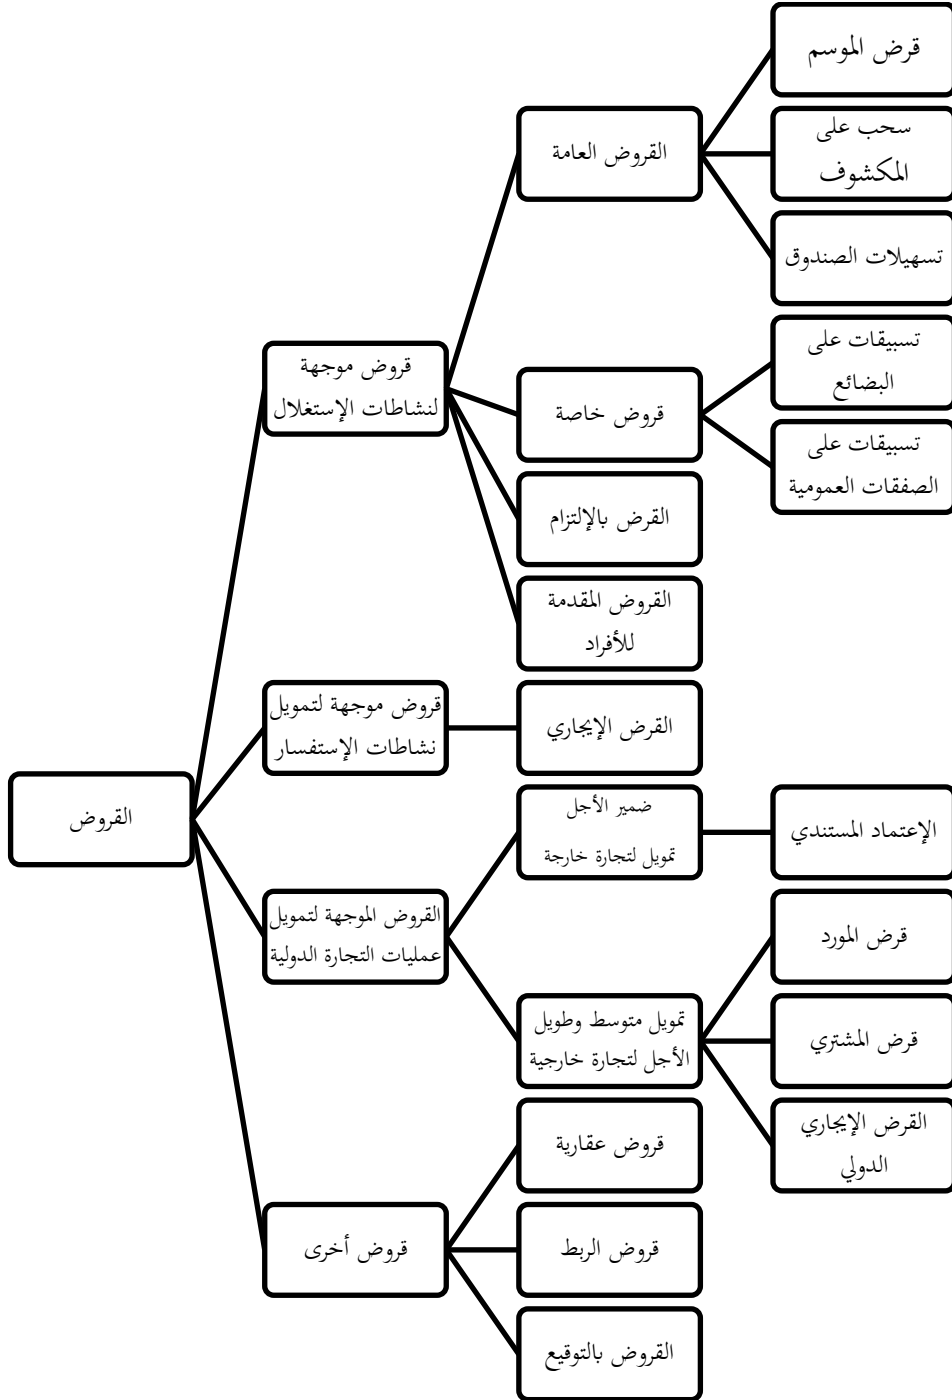 القروض
قروض موجهة
لنشاطات الإستغلال
القروض العامة
قرض الموسم
سحب على
المكشوف
تسهيلات الصندوق
قروض خاصة
تسبيقات على
البضائع
تسبيقات على
الصفقات العمومية
القرض بالإلتزام
القروض المقدمة
للأفراد
قروض موجهة لتمويل
نشاطات الإستفسار
القرض الإيجاري
القروض الموجهة لتمويل
عمليات التجارة الدولية
ضمير الأجل
تمويل لتجارة خارجة
الإعتماد المستندي
تمويل متوسط وطويل
الأجل لتجارة خارجية
قرض المورد
قرض المشتري
القرض الإيجاري
الدولي
قروض أخرى
قروض عقارية
قروض الربط
القروض بالتوقيع